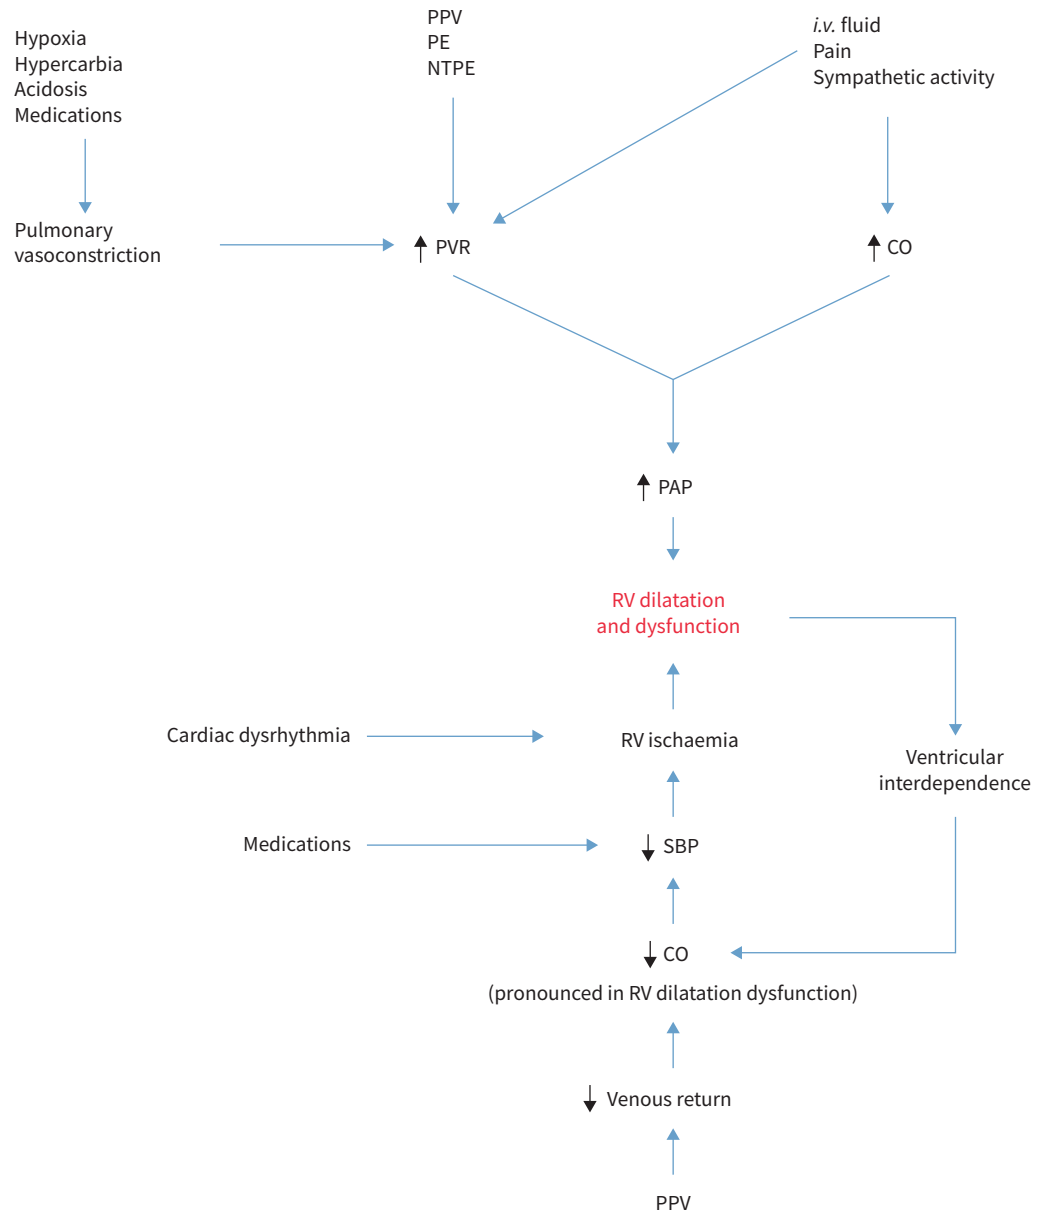 Hypoxia
Hypercarbia
Acidosis
Medications
PPV
PE
NTPE
i.v. fluid
Pain
Sympathetic activity
Pulmonary
vasoconstriction
↑ PVR
↑ CO
↑ PAP
RV dilatation
and dysfunction
Cardiac dysrhythmia
RV ischaemia
Ventricular
interdependence
Medications
↓ SBP
↓ CO
(pronounced in RV dilatation dysfunction)
↓ Venous return
PPV